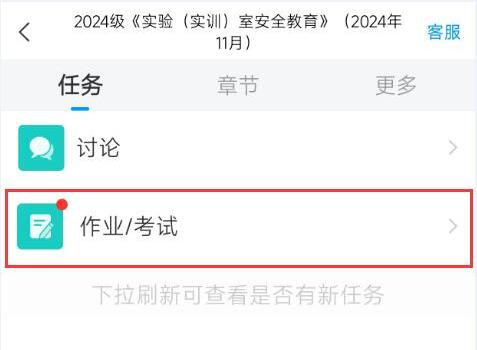 2024级《实验（实训）室安全教育》（2024年
11月）
客服
任务
章节
更多
讨论
作业/考试
下拉刷新可查看是否有新任务